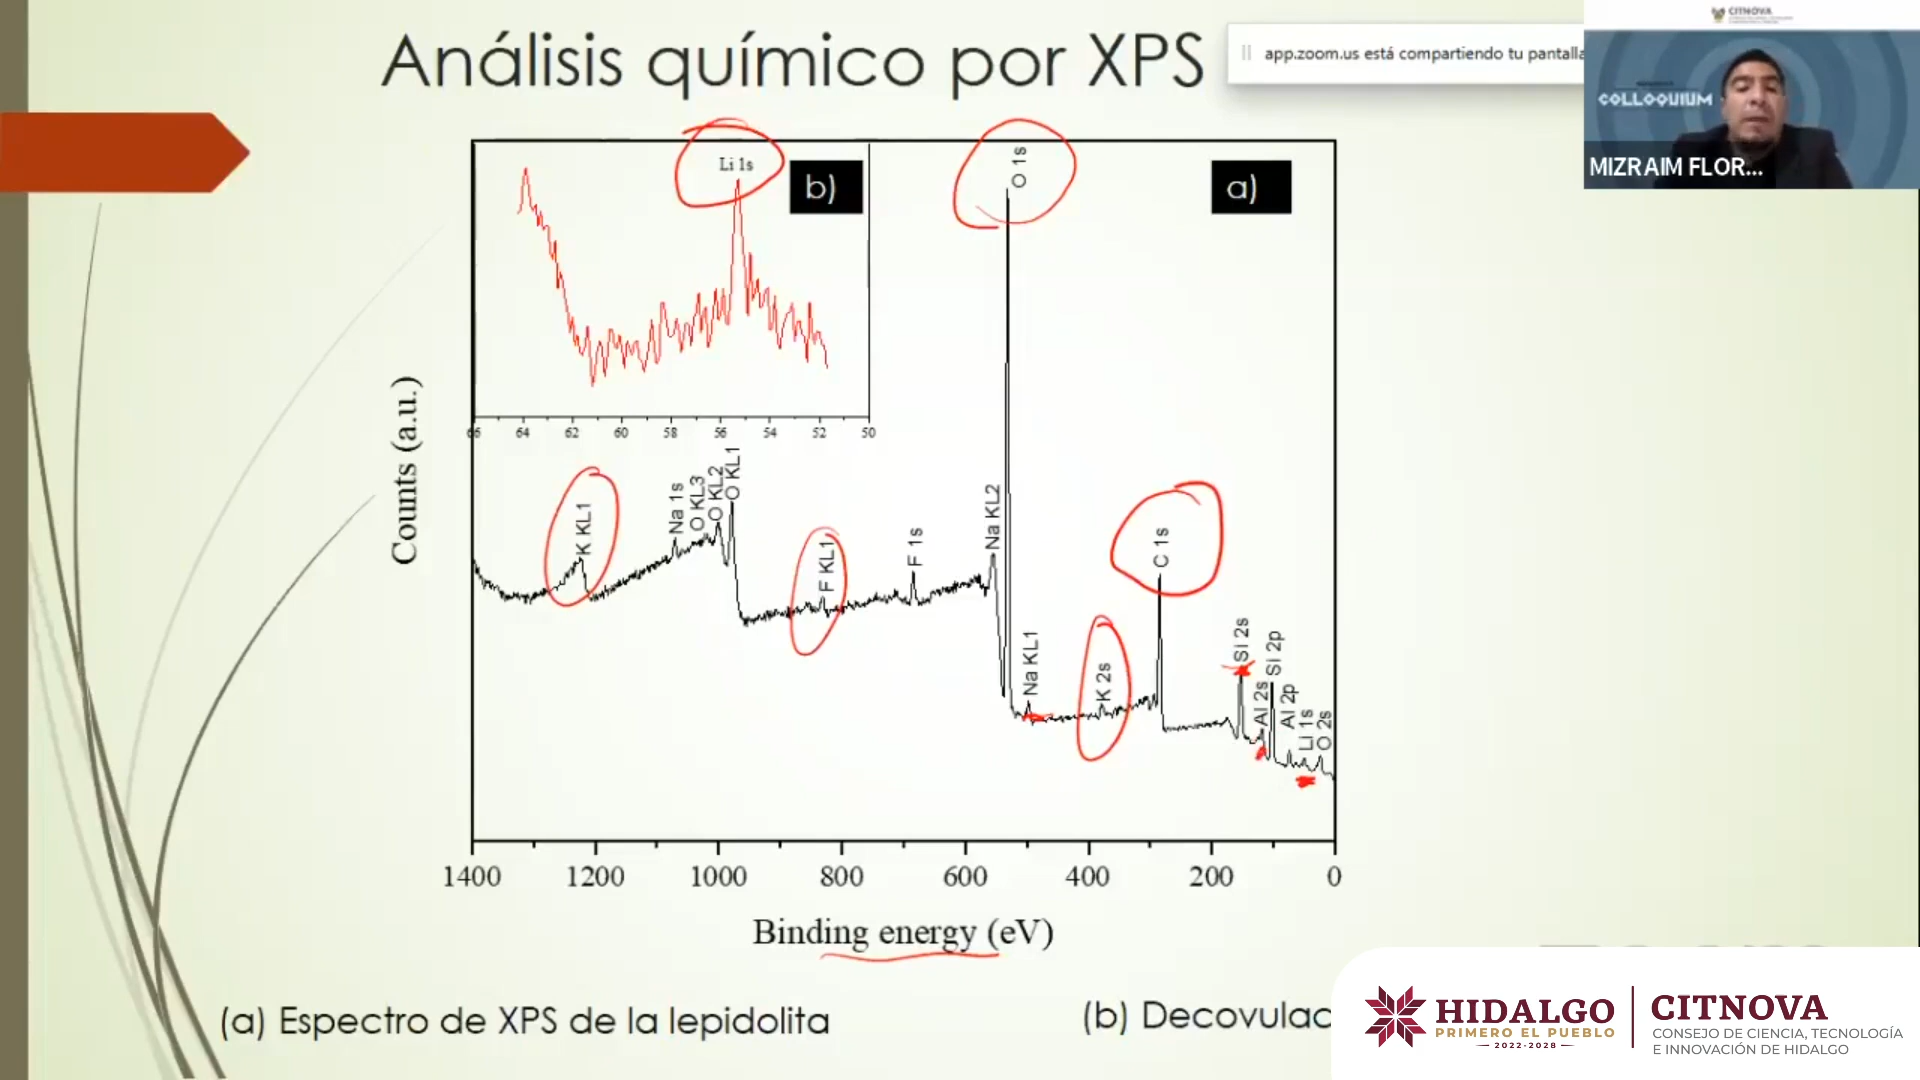 Análisis químico por XPS
app.zoom.us está compartiendo tu pantalla
CITNOVA
COLLOQUIUM
MIZRAIM FLOR...
Li 1s
b)
O 1s
a)
Counts (a.u.)
66 64 62 60 58 56 54 52 50
K KL1
Na 1s
O KL3
O KL2
O KL1
F KL1
F 1s
Na KL2
Na KL1
K 2s
C 1s
Si 2s
Al 2s
Si 2p
Al 2p
Li 1s
O 2s
1400 1200 1000 800 600 400 200 0
Binding energy (eV)
(a) Espectro de XPS de la lepidolita
(b) Decovulac
HIDALGO
PRIMERO EL PUEBLO
2022-2028
CITNOVA
CONSEJO DE CIENCIA, TECNOLOGÍA
E INNOVACIÓN DE HIDALGO